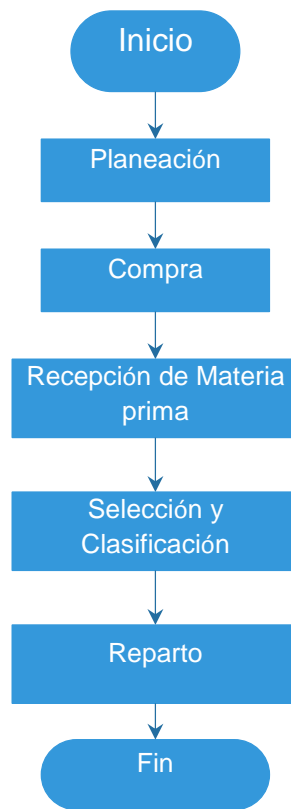 Inicio
Planeación
Compra
Recepción de Materia
prima
Selección y
Clasificación
Reparto
Fin